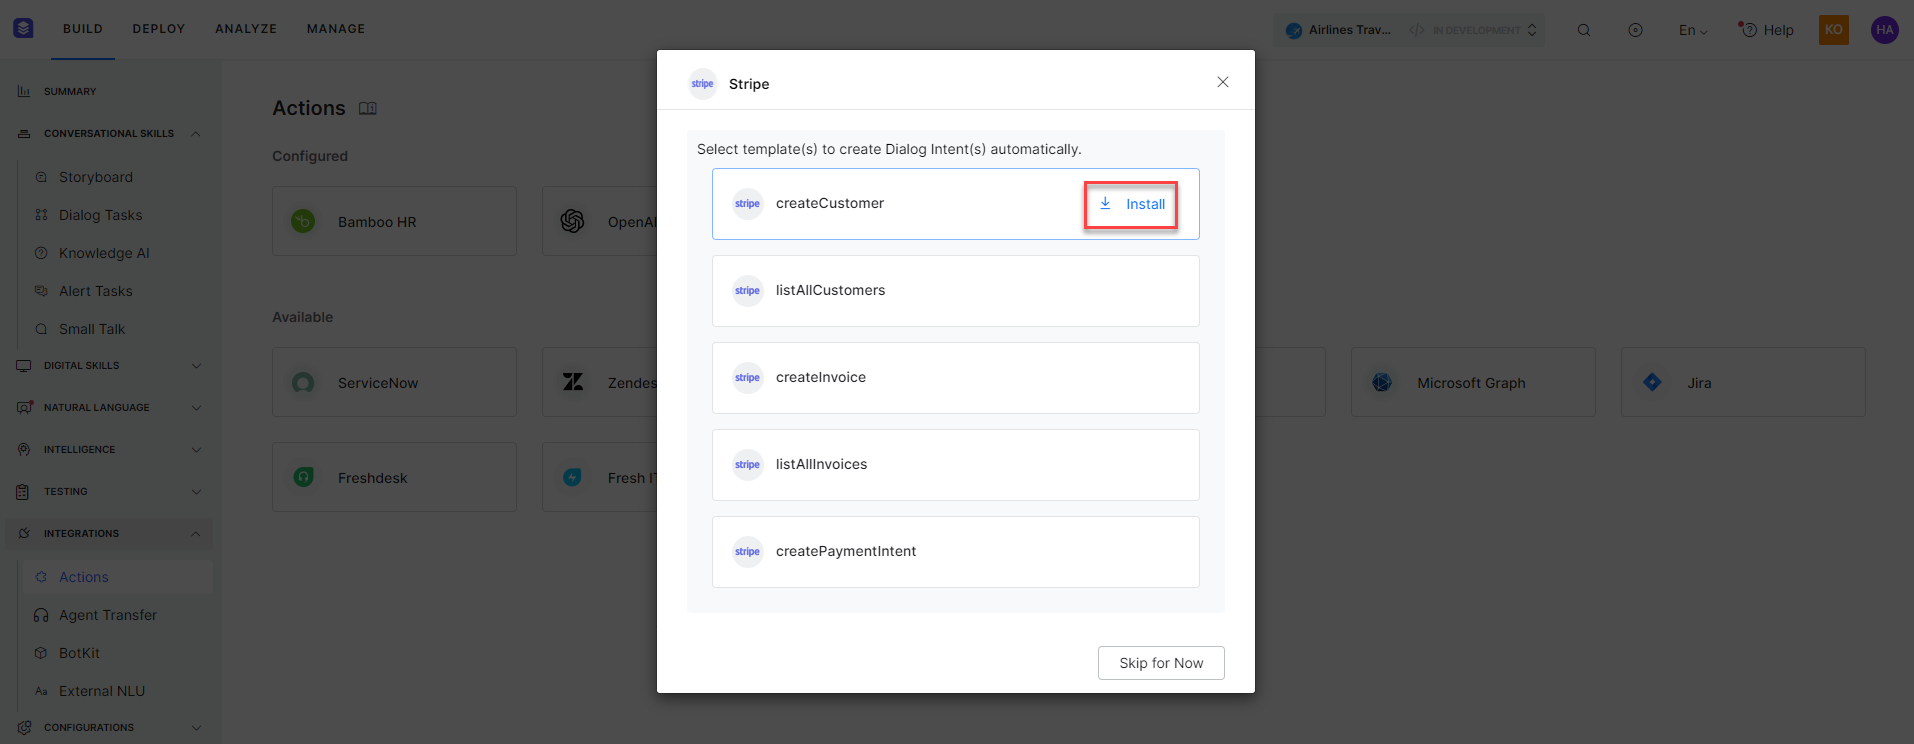 BUILD DEPLOY ANALYZE MANAGE Airlines Trav... IN DEVELOPMENT En Help KO HA
SUMMARY
CONVERSATIONAL SKILLS
Storyboard
Dialog Tasks
Knowledge AI
Alert Tasks
Small Talk
DIGITAL SKILLS
NATURAL LANGUAGE
INTELLIGENCE
TESTING
INTEGRATIONS
Actions
Agent Transfer
BotKit
Aa External NLU
CONFIGURATIONS
Actions
Configured
Bamboo HR
OpenAI
Available
ServiceNow
Zendes
Microsoft Graph
Jira
Freshdesk
Fresh IT
stripe Stripe
Select template(s) to create Dialog Intent(s) automatically.
stripe createCustomer Install
stripe listAllCustomers
stripe createInvoice
stripe listAllInvoices
stripe createPaymentIntent
Skip for Now